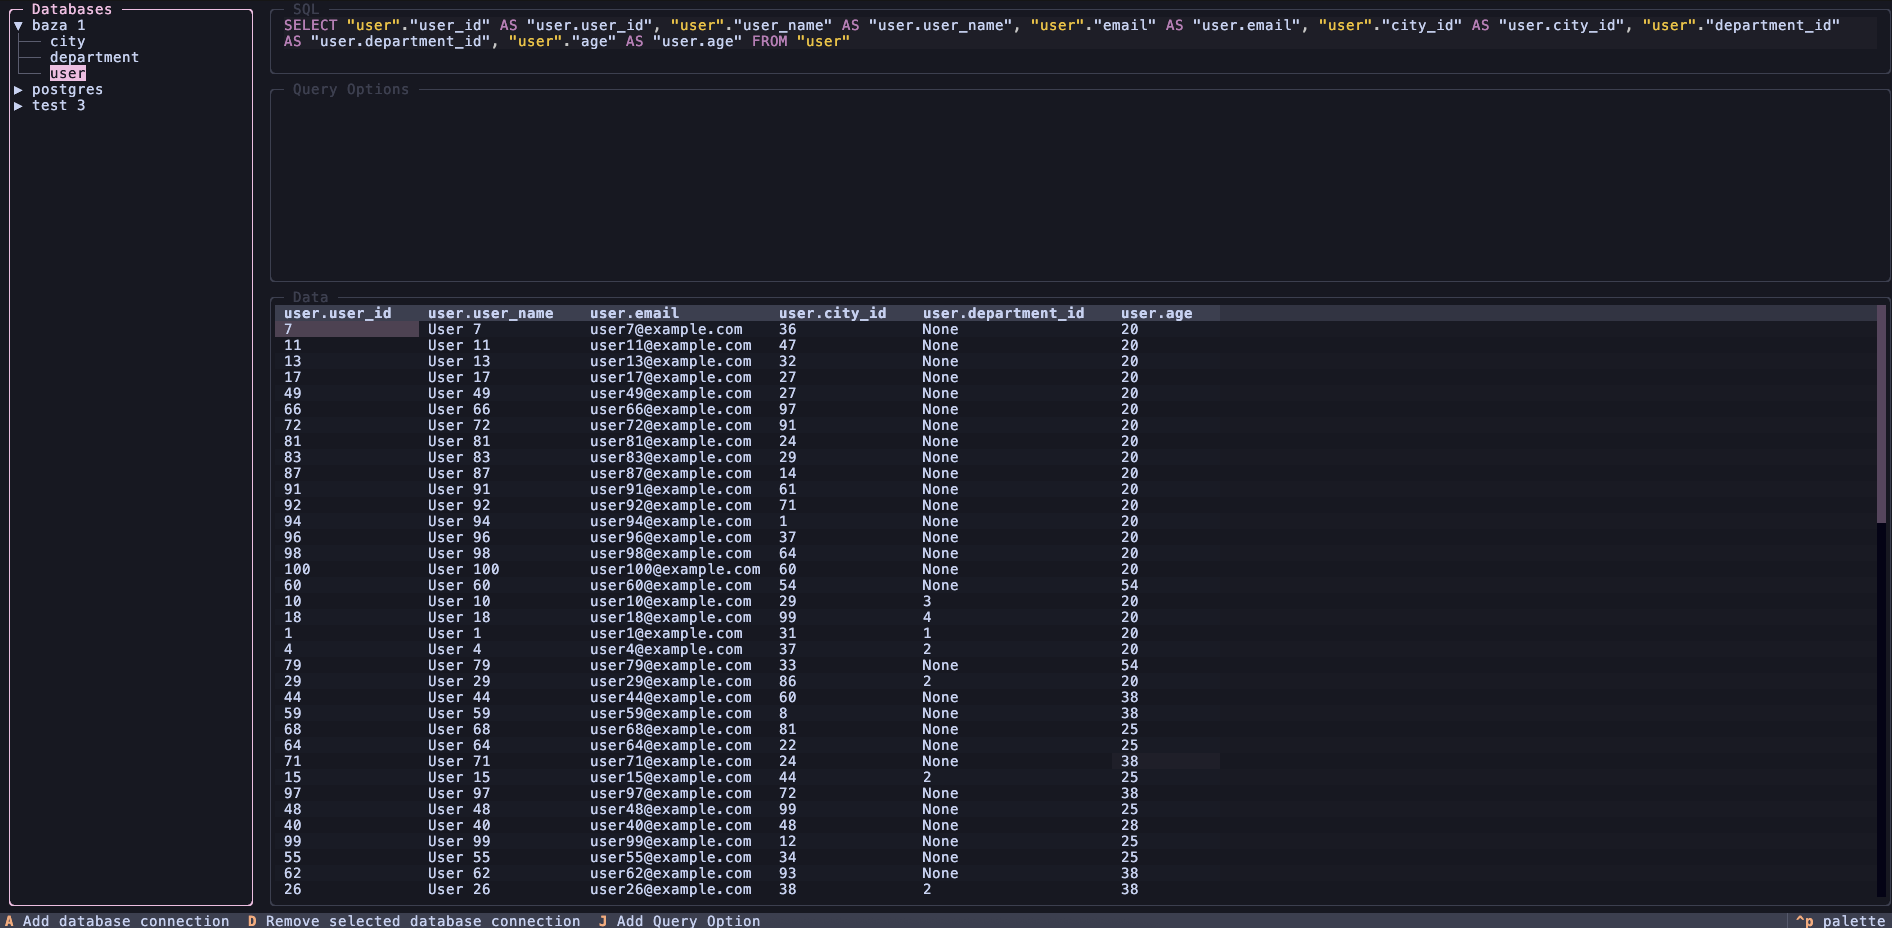 Databases
▼ baza 1
city
department
user
▶ postgres
▶ test 3
SQL
SELECT "user"."user_id" AS "user.user_id", "user"."user_name" AS "user.user_name", "user"."email" AS "user.email", "user"."city_id" AS "user.city_id", "user"."department_id"
AS "user.department_id", "user"."age" AS "user.age" FROM "user"
Query Options
Data
user.user_id user.user_name user.email user.city_id user.department_id user.age
7 User 7 user7@example.com 36 None 20
11 User 11 user11@example.com 47 None 20
13 User 13 user13@example.com 32 None 20
17 User 17 user17@example.com 27 None 20
49 User 49 user49@example.com 27 None 20
66 User 66 user66@example.com 97 None 20
72 User 72 user72@example.com 91 None 20
81 User 81 user81@example.com 24 None 20
83 User 83 user83@example.com 29 None 20
87 User 87 user87@example.com 14 None 20
91 User 91 user91@example.com 61 None 20
92 User 92 user92@example.com 71 None 20
94 User 94 user94@example.com 1 None 20
96 User 96 user96@example.com 37 None 20
98 User 98 user98@example.com 64 None 20
100 User 100 user100@example.com 60 None 20
60 User 60 user60@example.com 54 None 54
10 User 10 user10@example.com 29 3 20
18 User 18 user18@example.com 99 4 20
1 User 1 user1@example.com 31 1 20
4 User 4 user4@example.com 37 2 20
79 User 79 user79@example.com 33 None 54
29 User 29 user29@example.com 86 2 20
44 User 44 user44@example.com 60 None 38
59 User 59 user59@example.com 8 None 38
68 User 68 user68@example.com 81 None 25
64 User 64 user64@example.com 22 None 25
71 User 71 user71@example.com 24 None 38
15 User 15 user15@example.com 44 2 25
97 User 97 user97@example.com 72 None 38
48 User 48 user48@example.com 99 None 25
40 User 40 user40@example.com 48 None 28
99 User 99 user99@example.com 12 None 25
55 User 55 user55@example.com 34 None 25
62 User 62 user62@example.com 93 None 38
26 User 26 user26@example.com 38 2 38
A Add database connection D Remove selected database connection J Add Query Option ^p palette